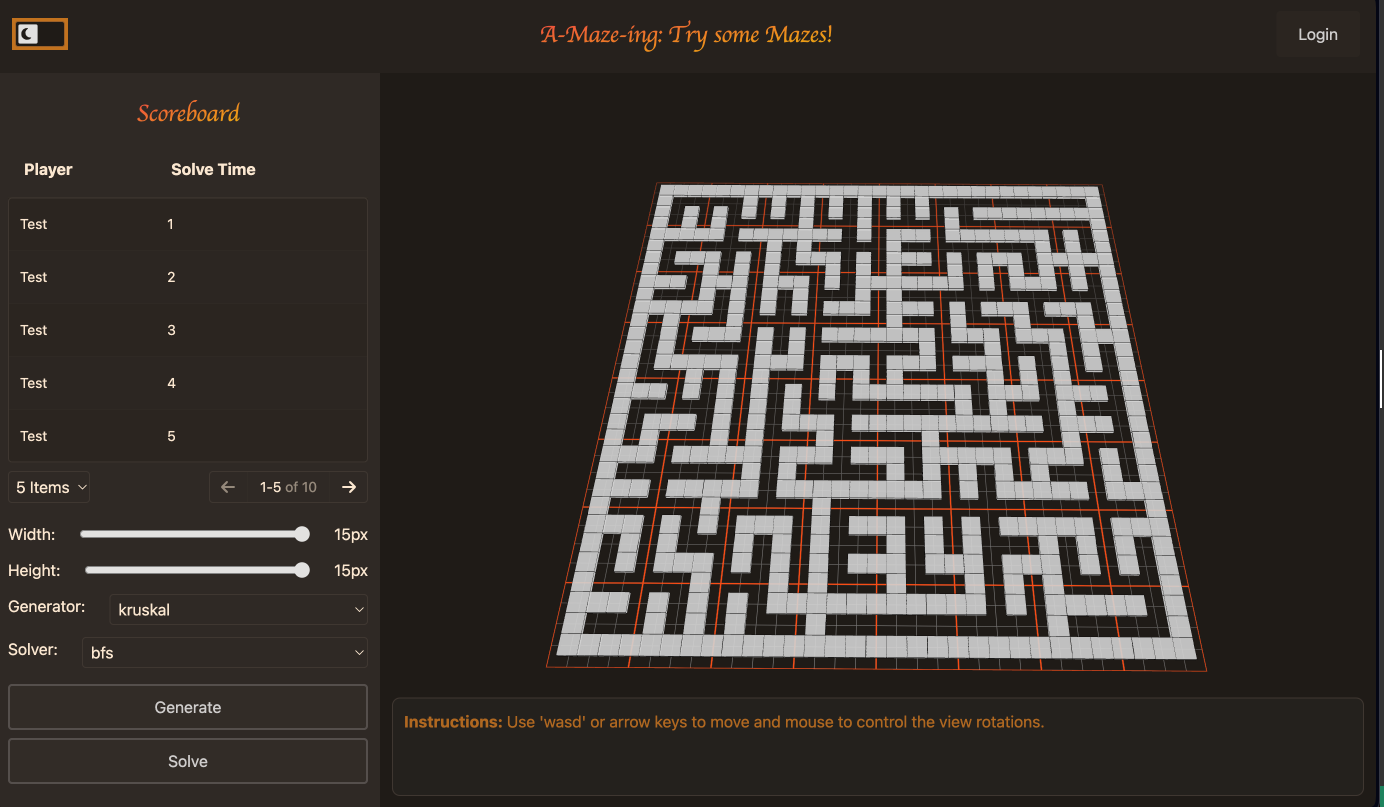 A-Maze-ing: Try some Mazes!
Login
Scoreboard
Player Solve Time
Test 1
Test 2
Test 3
Test 4
Test 5
5 Items 1-5 of 10
Width: 15px
Height: 15px
Generator: kruskal
Solver: bfs
Generate
Solve
Instructions: Use 'wasd' or arrow keys to move and mouse to control the view rotations.